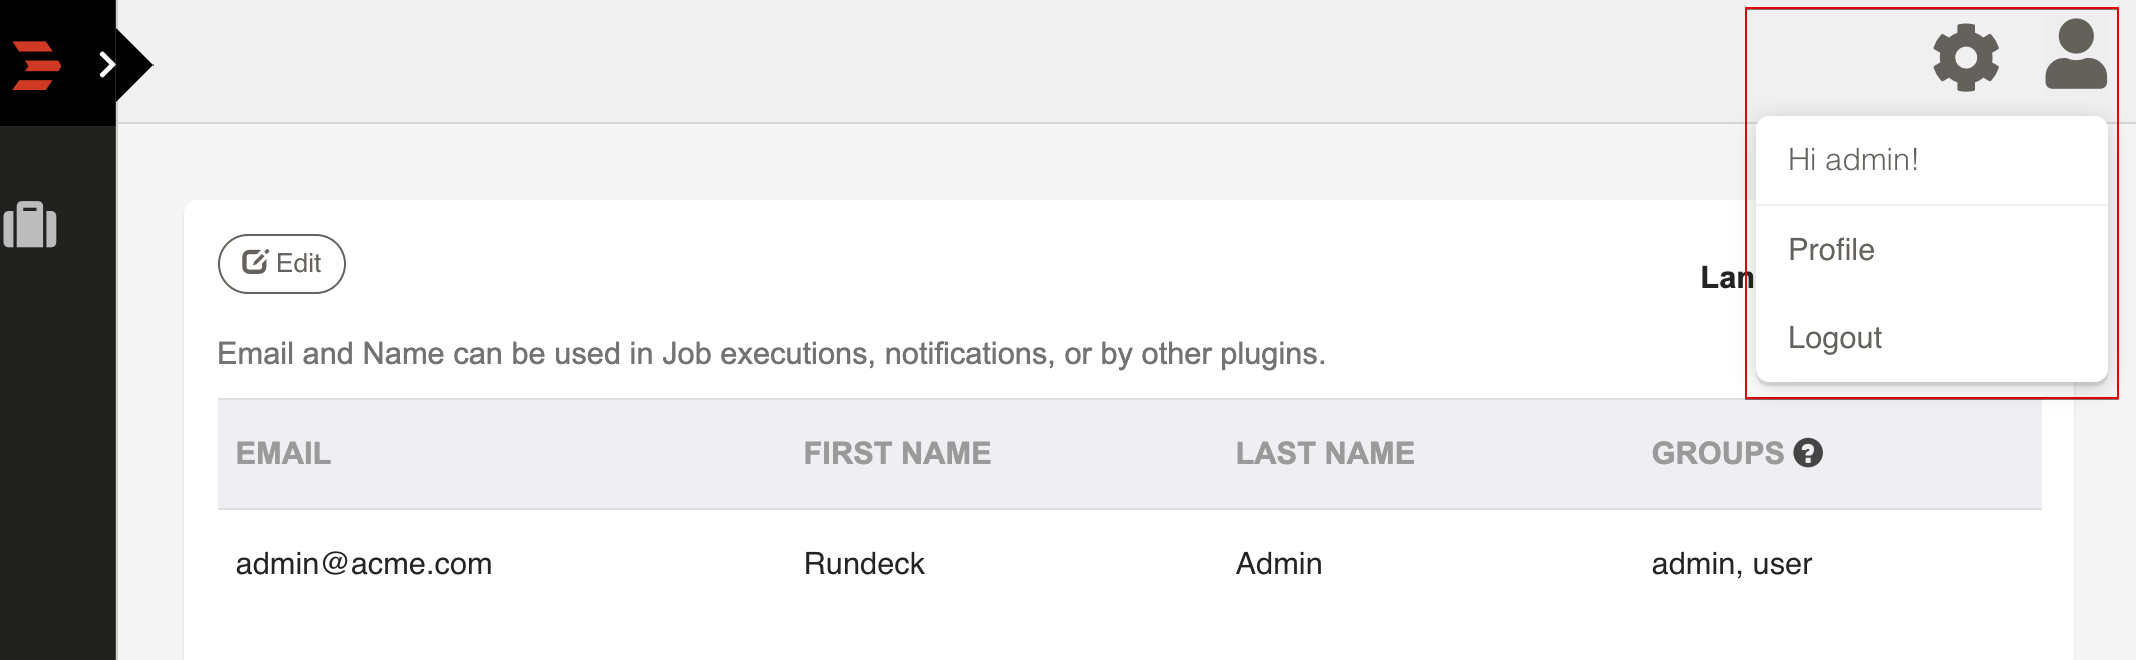 Hi admin!
Profile
Logout
Edit
Email and Name can be used in Job executions, notifications, or by other plugins.
EMAIL FIRST NAME LAST NAME GROUPS ?
admin@acme.com Rundeck Admin admin, user